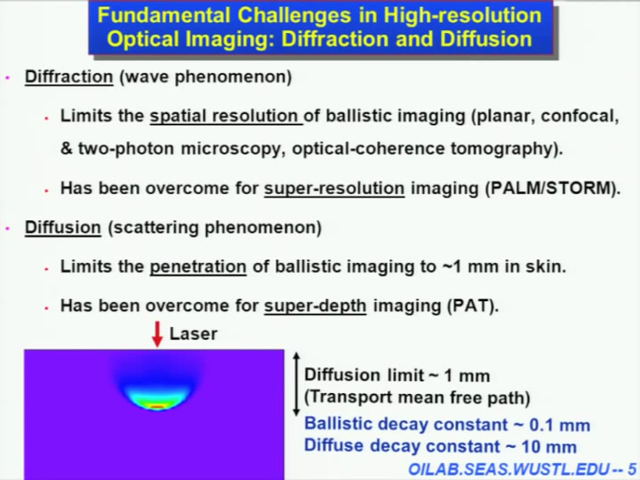 Fundamental Challenges in High-resolution
Optical Imaging: Diffraction and Diffusion
Diffraction (wave phenomenon)
Limits the spatial resolution of ballistic imaging (planar, confocal,
& two-photon microscopy, optical-coherence tomography).
Has been overcome for super-resolution imaging (PALM/STORM).
Diffusion (scattering phenomenon)
Limits the penetration of ballistic imaging to ~1 mm in skin.
Has been overcome for super-depth imaging (PAT).
Laser
Diffusion limit ~ 1 mm
(Transport mean free path)
Ballistic decay constant ~ 0.1 mm
Diffuse decay constant ~ 10 mm
OILAB.SEAS.WUSTL.EDU -- 5